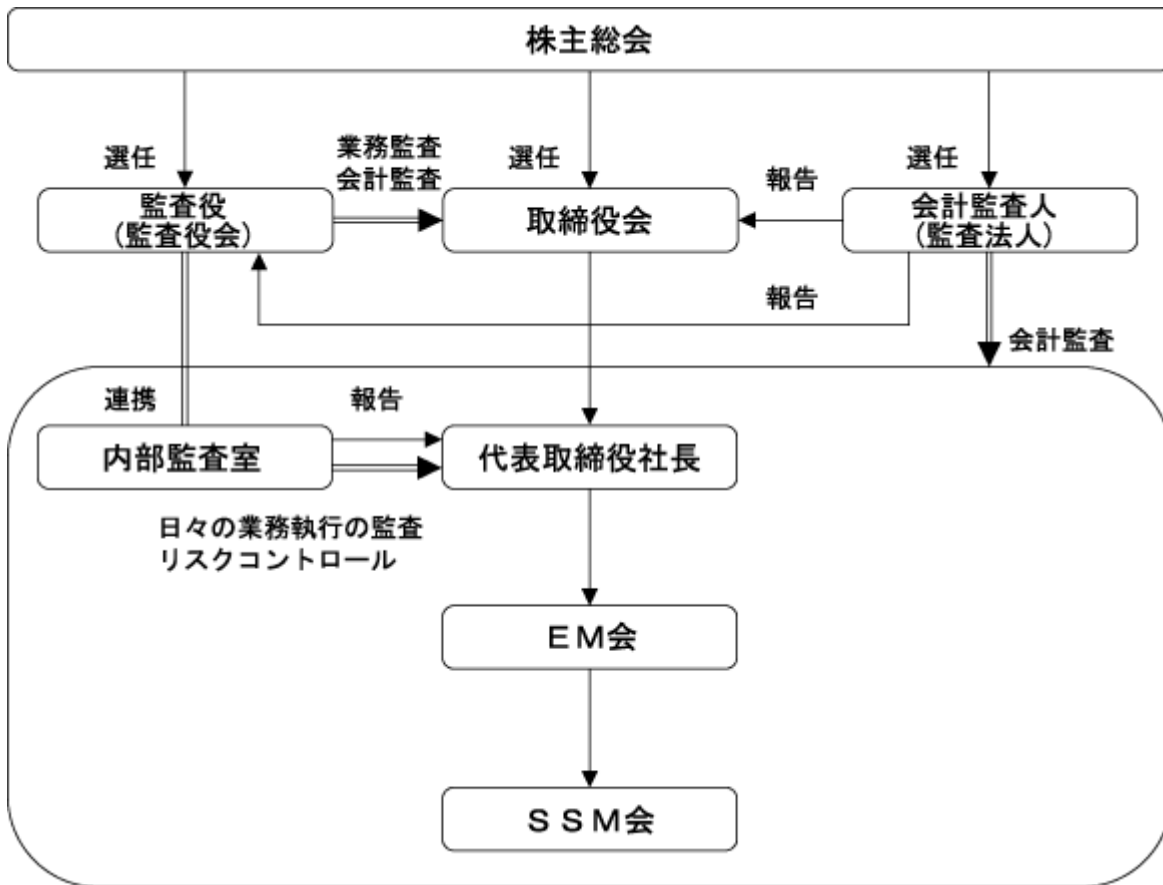 株主総会
選任
業務監査
会計監査
選任
報告
選任
監査役
（監査役会）
取締役会
会計監査人
（監査法人）
報告
会計監査
連携
報告
内部監査室
代表取締役社長
日々の業務執行の監査
リスクコントロール
ＥＭ会
ＳＳＭ会